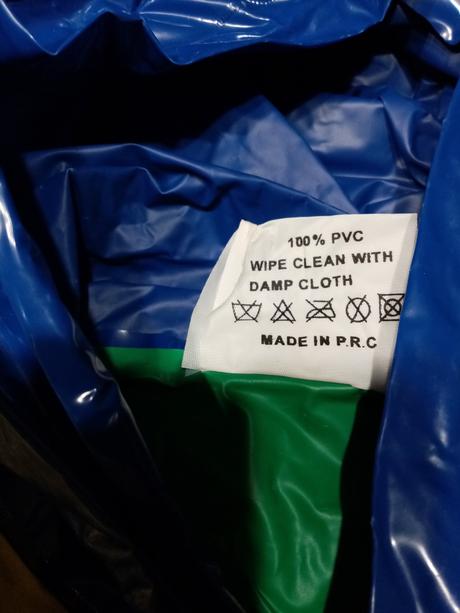 100% PVC
WIPE CLEAN WITH
DAMP CLOTH
MADE IN P.R.C